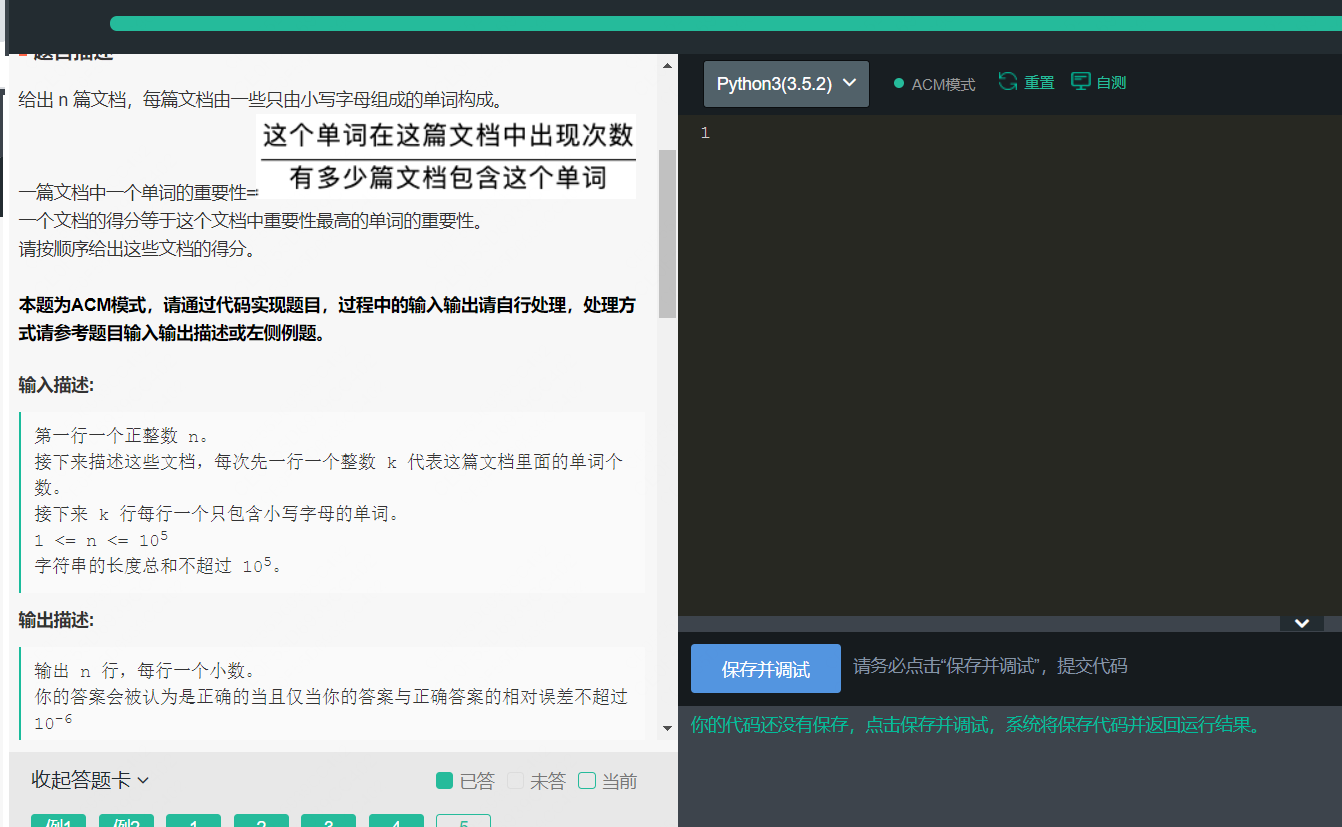 题目描述
给出 n 篇文档，每篇文档由一些只由小写字母组成的单词构成。
这个单词在这篇文档中出现次数
有多少篇文档包含这个单词
一篇文档中一个单词的重要性=
一个文档的得分等于这个文档中重要性最高的单词的重要性。
请按顺序给出这些文档的得分。
本题为ACM模式，请通过代码实现题目，过程中的输入输出请自行处理，处理方
式请参考题目输入输出描述或左侧例题。
输入描述:
第一行一个正整数 n。
接下来描述这些文档，每次先一行一个整数 k 代表这篇文档里面的单词个
数。
接下来 k 行每行一个只包含小写字母的单词。
1 <= n <= 10⁵
字符串的长度总和不超过 10⁵。
输出描述:
输出 n 行，每行一个小数。
你的答案会被认为是正确的当且仅当你的答案与正确答案的相对误差不超过
10⁻⁶
收起答题卡
已答 未答 当前
例1 例2 1 2 3 4 5
Python3(3.5.2) ACM模式 重置 自测
1
保存并调试 请务必点击“保存并调试”，提交代码
你的代码还没有保存，点击保存并调试，系统将保存代码并返回运行结果。